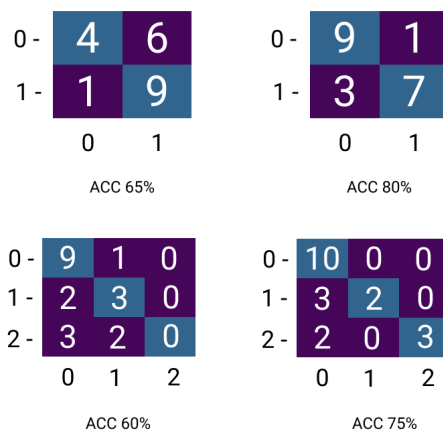 0 - 4 6
1 - 1 9
0 1
ACC 65%
0 - 9 1
1 - 3 7
0 1
ACC 80%
0 - 9 1 0
1 - 2 3 0
2 - 3 2 0
0 1 2
ACC 60%
0 - 10 0 0
1 - 3 2 0
2 - 2 0 3
0 1 2
ACC 75%